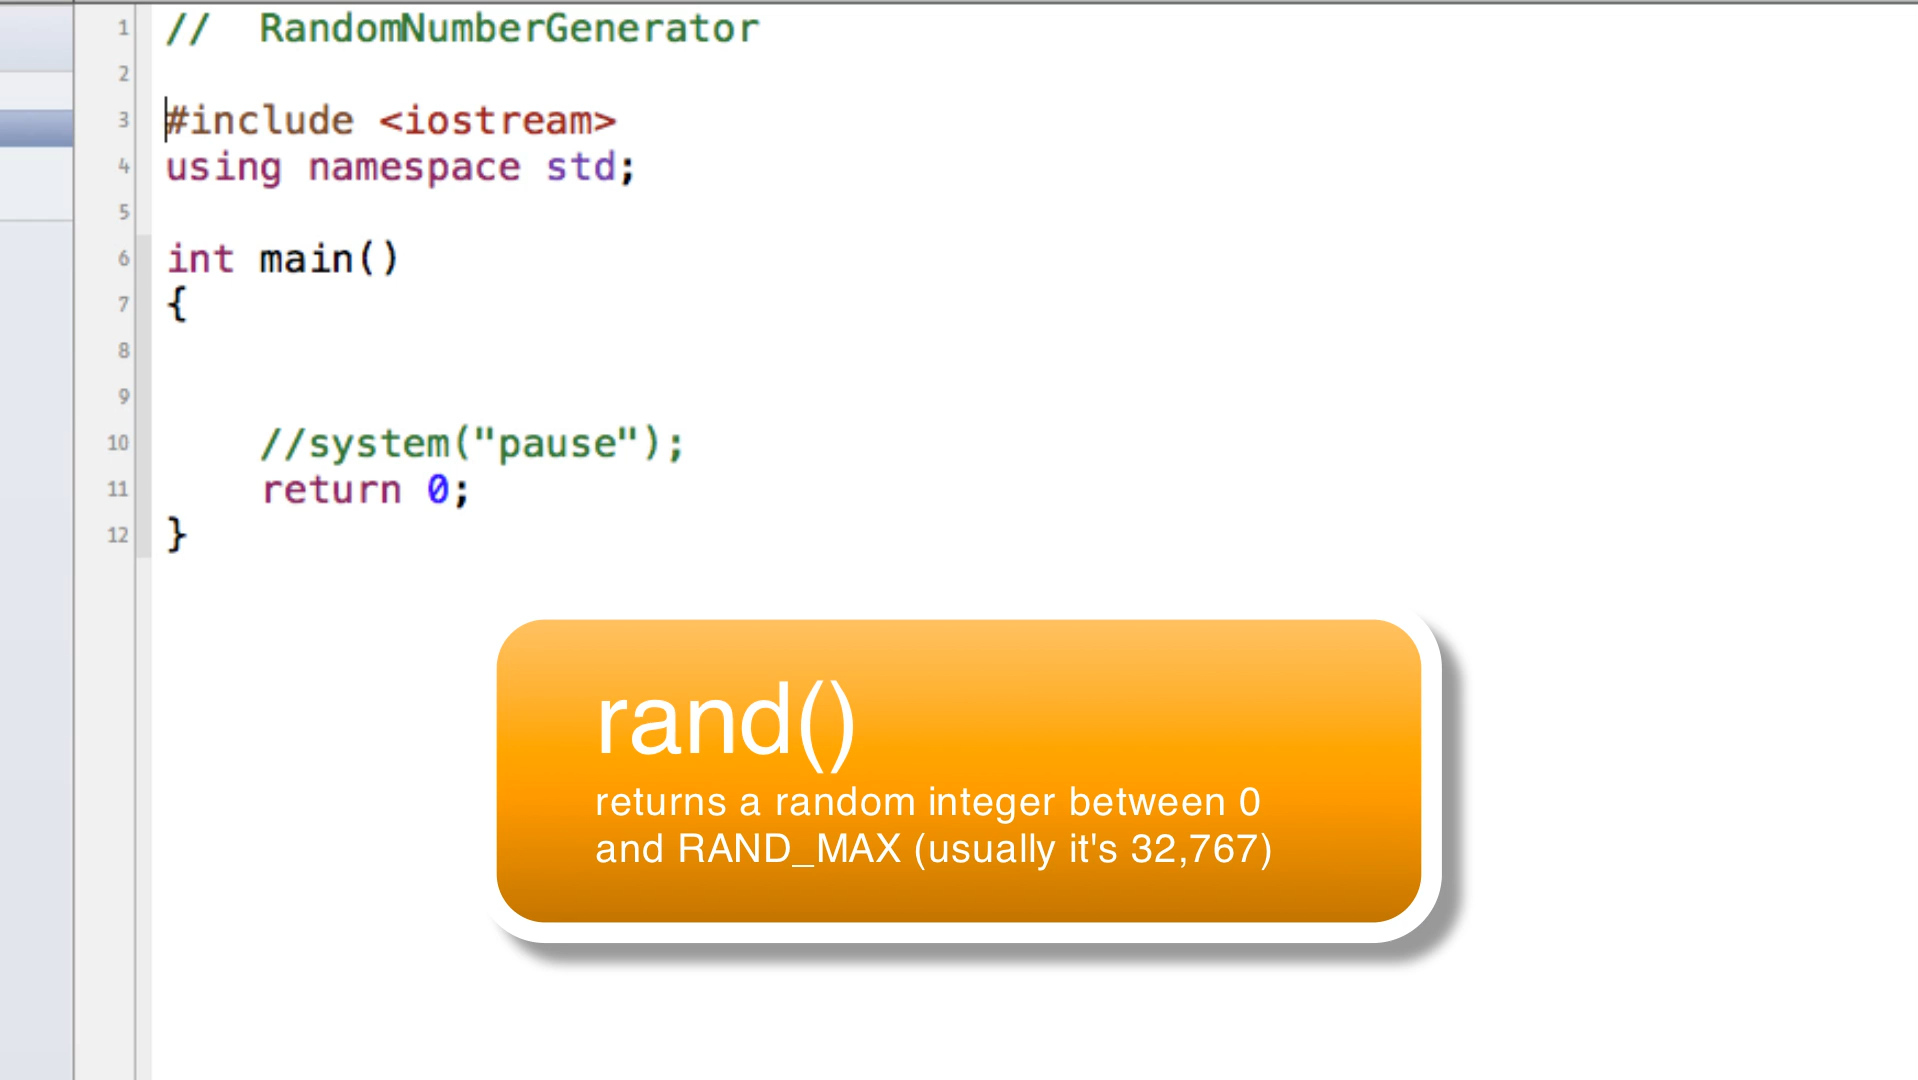 1 //  RandomNumberGenerator
2
3 #include <iostream>
4 using namespace std;
5
6 int main()
7 {
8
9
10     //system("pause");
11     return 0;
12 }
rand()
returns a random integer between 0
and RAND_MAX (usually it's 32,767)